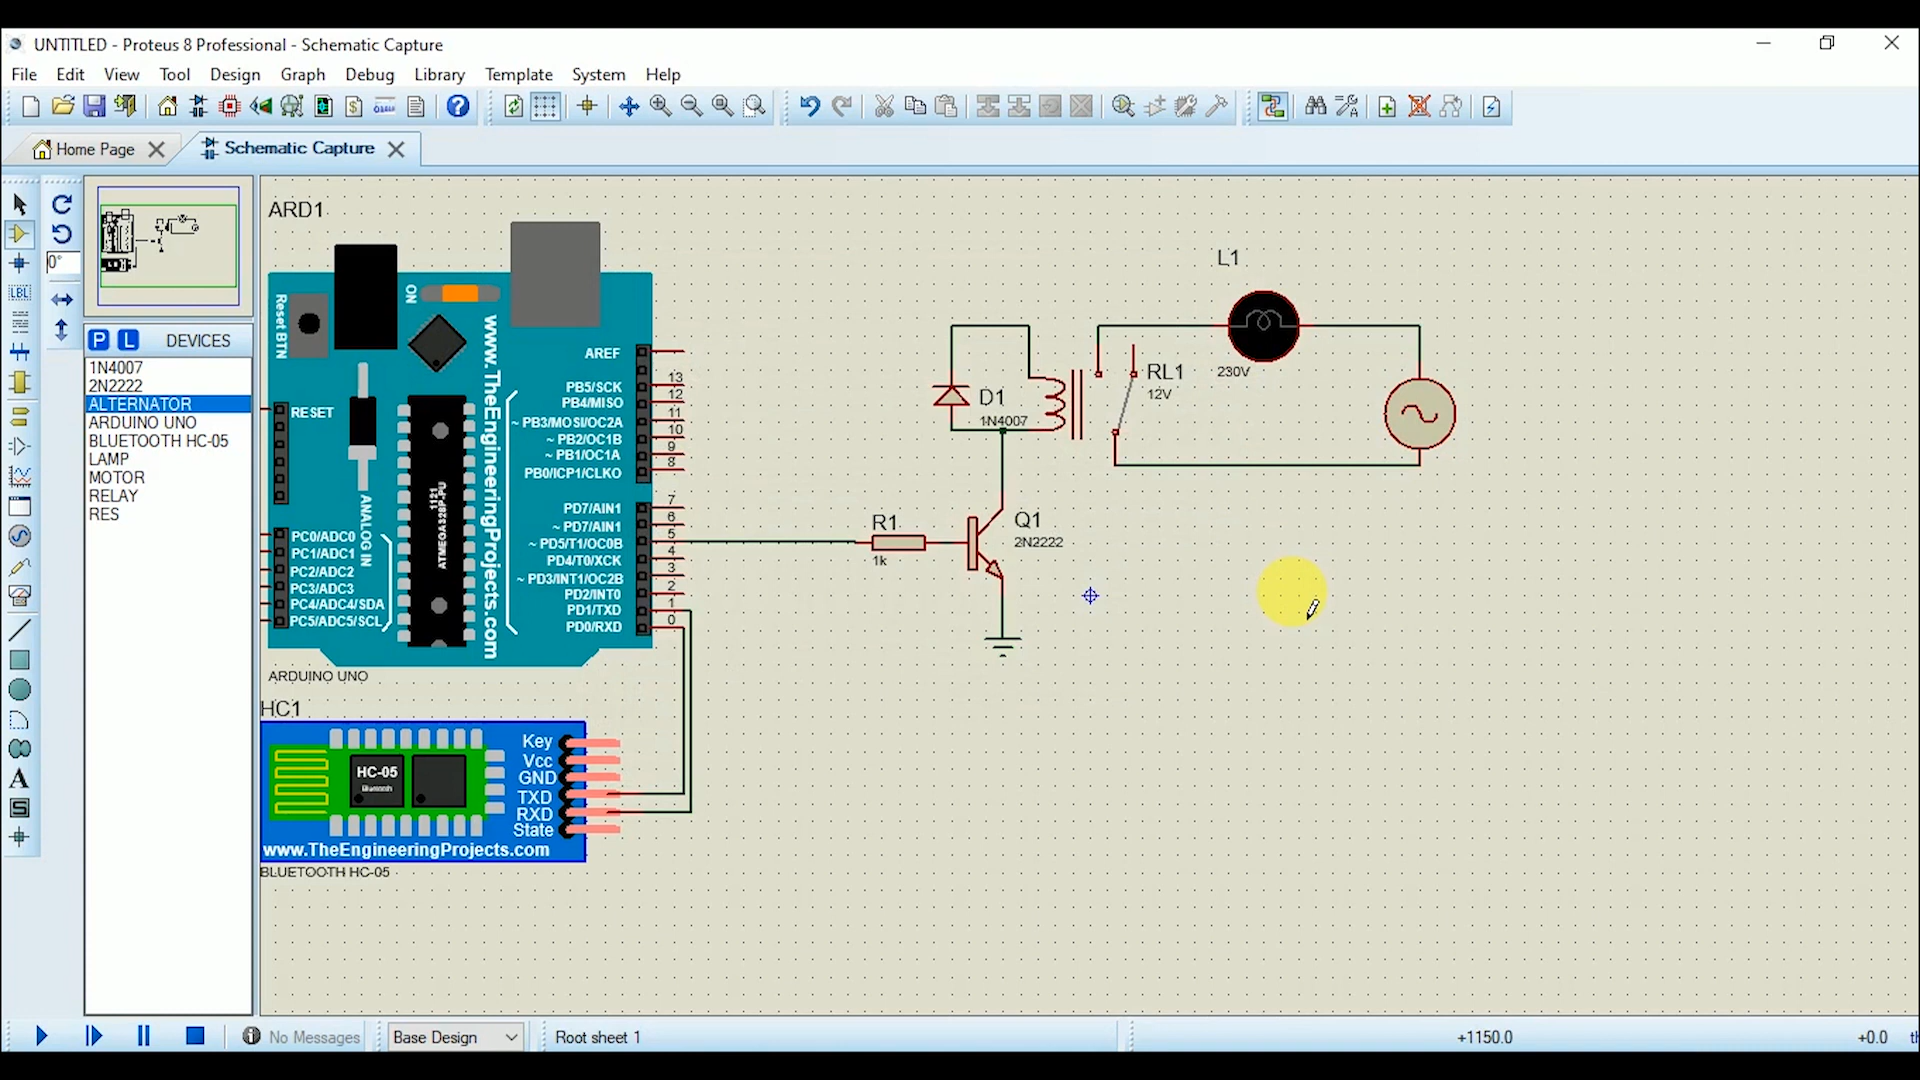 UNTITLED - Proteus 8 Professional - Schematic Capture
File Edit View Tool Design Graph Debug Library Template System Help
Home Page
Schematic Capture
0°
LBL
P L DEVICES
1N4007
2N2222
ALTERNATOR
ARDUINO UNO
BLUETOOTH HC-05
LAMP
MOTOR
RELAY
RES
A
S
ARD1
Reset BTN
ON
www.TheEngineeringProjects.com
ANALOG IN
1121
ATMEGA328P-PU
RESET
PC0/ADC0
PC1/ADC1
PC2/ADC2
PC3/ADC3
PC4/ADC4/SDA
PC5/ADC5/SCL
AREF
PB5/SCK 13
PB4/MISO 12
~ PB3/MOSI/OC2A 11
~ PB2/OC1B 10
~ PB1/OC1A 9
PB0/ICP1/CLKO 8
PD7/AIN1 7
~ PD7/AIN1 6
~ PD5/T1/OC0B 5
PD4/T0/XCK 4
~ PD3/INT1/OC2B 3
PD2/INT0 2
PD1/TXD 1
PD0/RXD 0
ARDUINO UNO
HC1
HC-05
Bluetooth
Key
Vcc
GND
TXD
RXD
State
www.TheEngineeringProjects.com
BLUETOOTH HC-05
R1
1k
Q1
2N2222
D1
1N4007
RL1
12V
L1
230V
No Messages
Base Design
Root sheet 1
+1150.0
+0.0
th